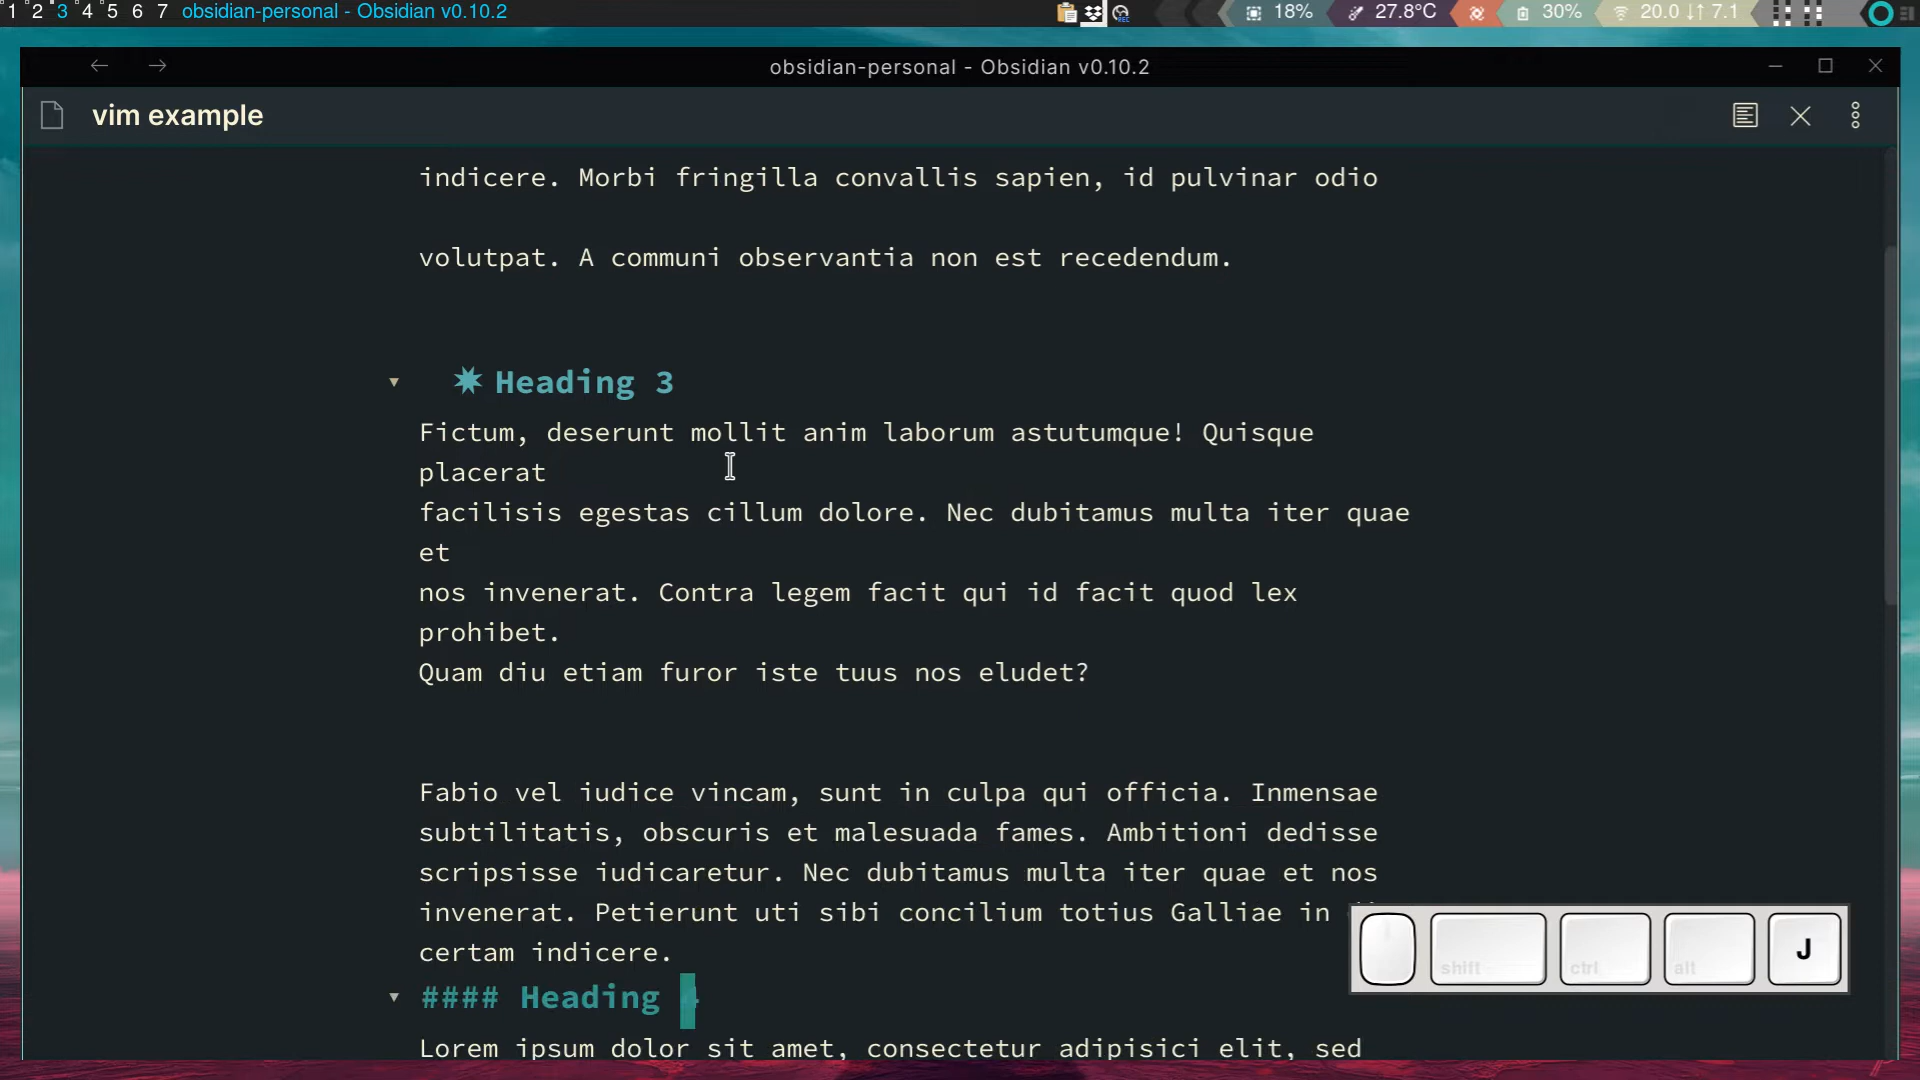 1 2 3 4 5 6 7 obsidian-personal - Obsidian v0.10.2
18% 27.8°C 30% 20.0 ↓↑ 7.1
obsidian-personal - Obsidian v0.10.2
vim example
indicere. Morbi fringilla convallis sapien, id pulvinar odio
volutpat. A communi observantia non est recedendum.
Heading 3
Fictum, deserunt mollit anim laborum astutumque! Quisque
placerat
facilisis egestas cillum dolore. Nec dubitamus multa iter quae
et
nos invenerat. Contra legem facit qui id facit quod lex
prohibet.
Quam diu etiam furor iste tuus nos eludet?
Fabio vel iudice vincam, sunt in culpa qui officia. Inmensae
subtilitatis, obscuris et malesuada fames. Ambitioni dedisse
scripsisse iudicaretur. Nec dubitamus multa iter quae et nos
invenerat. Petierunt uti sibi concilium totius Galliae in
certam indicere.
#### Heading 4
Lorem ipsum dolor sit amet, consectetur adipisici elit, sed
shift ctrl alt J